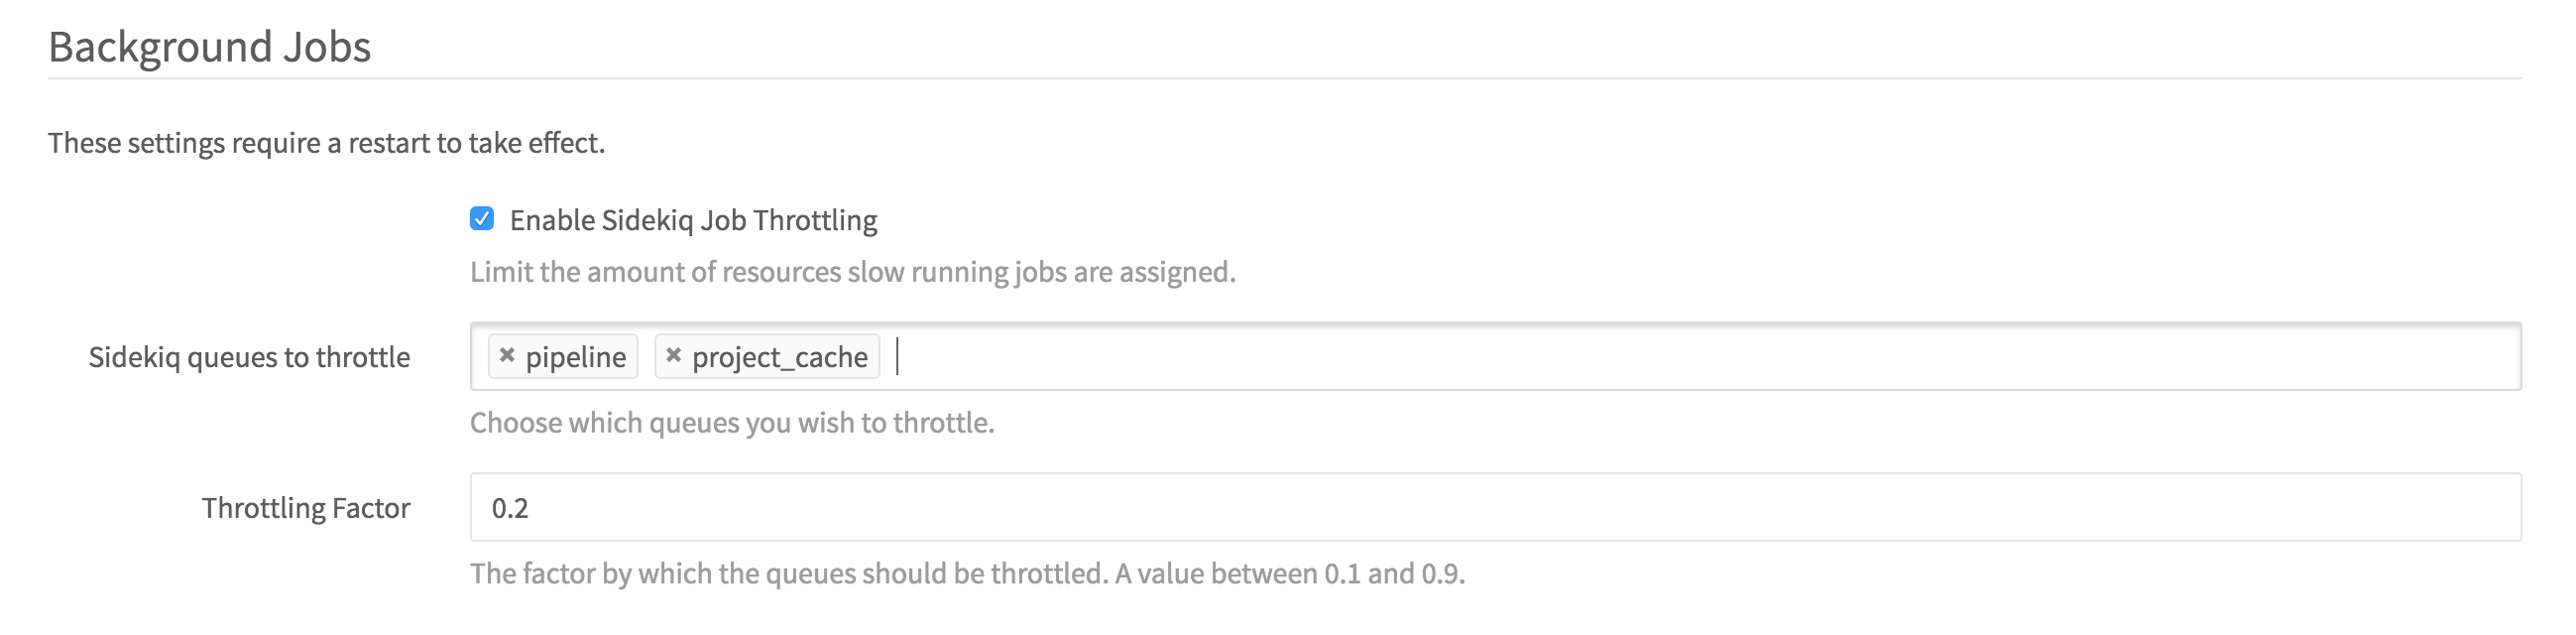 Background Jobs
These settings require a restart to take effect.
Enable Sidekiq Job Throttling
Limit the amount of resources slow running jobs are assigned.
Sidekiq queues to throttle
pipeline project_cache
Choose which queues you wish to throttle.
Throttling Factor
0.2
The factor by which the queues should be throttled. A value between 0.1 and 0.9.